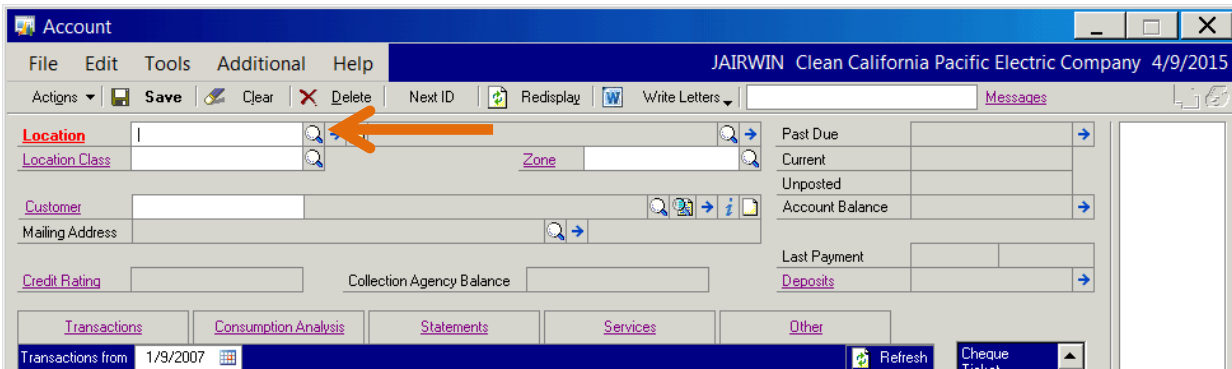 Account
File Edit Tools Additional Help JAIRWIN Clean California Pacific Electric Company 4/9/2015
Actions Save Clear Delete Next ID Redisplay Write Letters Messages
Location Past Due
Location Class Zone Current
Unposted
Customer Account Balance
Mailing Address
Last Payment
Credit Rating Collection Agency Balance Deposits
Transactions Consumption Analysis Statements Services Other
Transactions from 1/9/2007 Refresh Cheque
Ticket